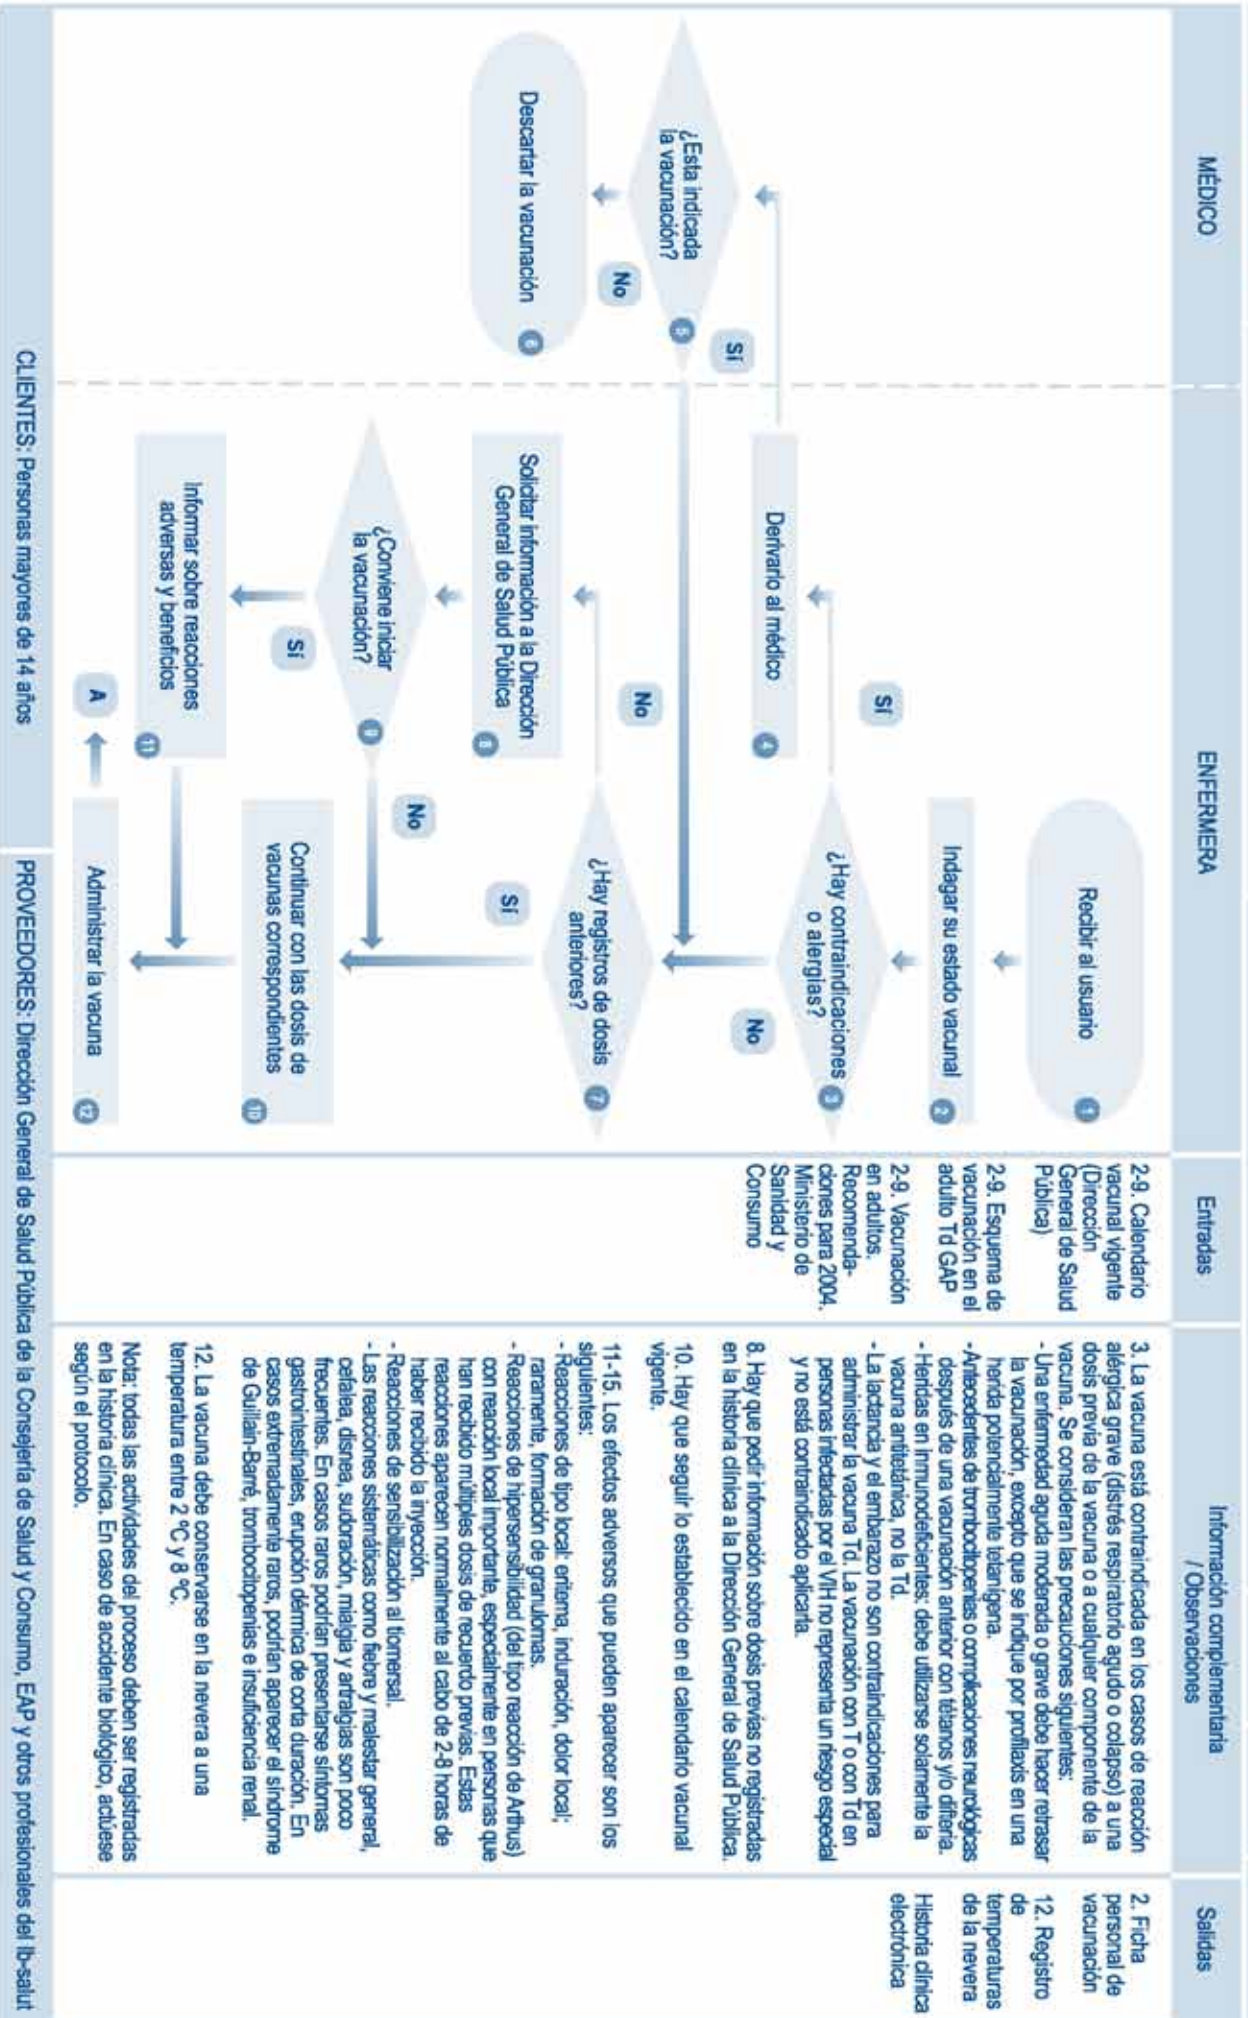 MÉDICO
ENFERMERA
Entradas
Información complementaria
/ Observaciones
Salidas
Recibir al usuario
1
Indagar su estado vacunal
2
¿Hay contraindicaciones
o alergias?
3
Sí
No
Derivarlo al médico
4
¿Esta indicada
la vacunación?
5
Sí
No
Descartar la vacunación
6
¿Hay registros de dosis
anteriores?
7
No
Sí
Solicitar información a la Dirección
General de Salud Pública
8
¿Conviene iniciar
la vacunación?
9
No
Sí
Continuar con las dosis de
vacunas correspondientes
10
Informar sobre reacciones
adversas y beneficios
11
Administrar la vacuna
12
A
2-9. Calendario
vacunal vigente
(Dirección
General de Salud
Pública)
2-9. Esquema de
vacunación en el
adulto Td GAP
2-9. Vacunación
en adultos.
Recomenda-
ciones para 2004.
Ministerio de
Sanidad y
Consumo
3. La vacuna está contraindicada en los casos de reacción
alérgica grave (distrés respiratorio agudo o colapso) a una
dosis previa de la vacuna o a cualquier componente de la
vacuna. Se consideran las precauciones siguientes:
- Una enfermedad aguda moderada o grave debe hacer retrasar
la vacunación, excepto que se indique por profilaxis en una
herida potencialmente tetanígena.
- Antecedentes de trombocitopenias o complicaciones neurológicas
después de una vacunación anterior con tétanos y/o difteria.
- Heridas en inmunodeficientes: debe utilizarse solamente la
vacuna antitetánica, no la Td.
- La lactancia y el embarazo no son contraindicaciones para
administrar la vacuna Td. La vacunación con T o con Td en
personas infectadas por el VIH no representa un riesgo especial
y no está contraindicado aplicarla.
8. Hay que pedir información sobre dosis previas no registradas
en la historia clínica a la Dirección General de Salud Pública.
10. Hay que seguir lo establecido en el calendario vacunal
vigente.
11-15. Los efectos adversos que pueden aparecer son los
siguientes:
- Reacciones de tipo local: eritema, induración, dolor local;
raramente, formación de granulomas.
- Reacciones de hipersensibilidad (del tipo reacción de Arthus)
con reacción local importante, especialmente en personas que
han recibido múltiples dosis de recuerdo previas. Estas
reacciones aparecen normalmente al cabo de 2-8 horas de
haber recibido la inyección.
- Reacciones de sensibilización al tiomersal.
- Las reacciones sistemáticas como fiebre y malestar general,
cefalea, disnea, sudoración, mialgia y artralgias son poco
frecuentes. En casos raros podrían presentarse síntomas
gastrointestinales, erupción dérmica de corta duración. En
casos extremadamente raros, podrían aparecer el síndrome
de Guillain-Barré, trombocitopenias e insuficiencia renal.
12. La vacuna debe conservarse en la nevera a una
temperatura entre 2 ºC y 8 ºC.
Nota: todas las actividades del proceso deben ser registradas
en la historia clínica. En caso de accidente biológico, actúese
según el protocolo.
2. Ficha
personal de
vacunación
12. Registro
de
temperaturas
de la nevera
Historia clínica
electrónica
CLIENTES: Personas mayores de 14 años
PROVEEDORES: Dirección General de Salud Pública de la Consejería de Salud y Consumo, EAP y otros profesionales del Ib-salut